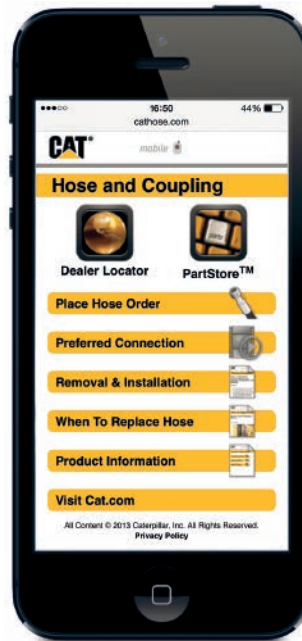 16:50
44%
cathose.com
CAT®
mobile
Hose and Coupling
Dealer Locator
PartStore™
parts
Place Hose Order
Preferred Connection
Removal & Installation
When To Replace Hose
Product Information
Visit Cat.com
All Content © 2013 Caterpillar, Inc. All Rights Reserved.
Privacy Policy